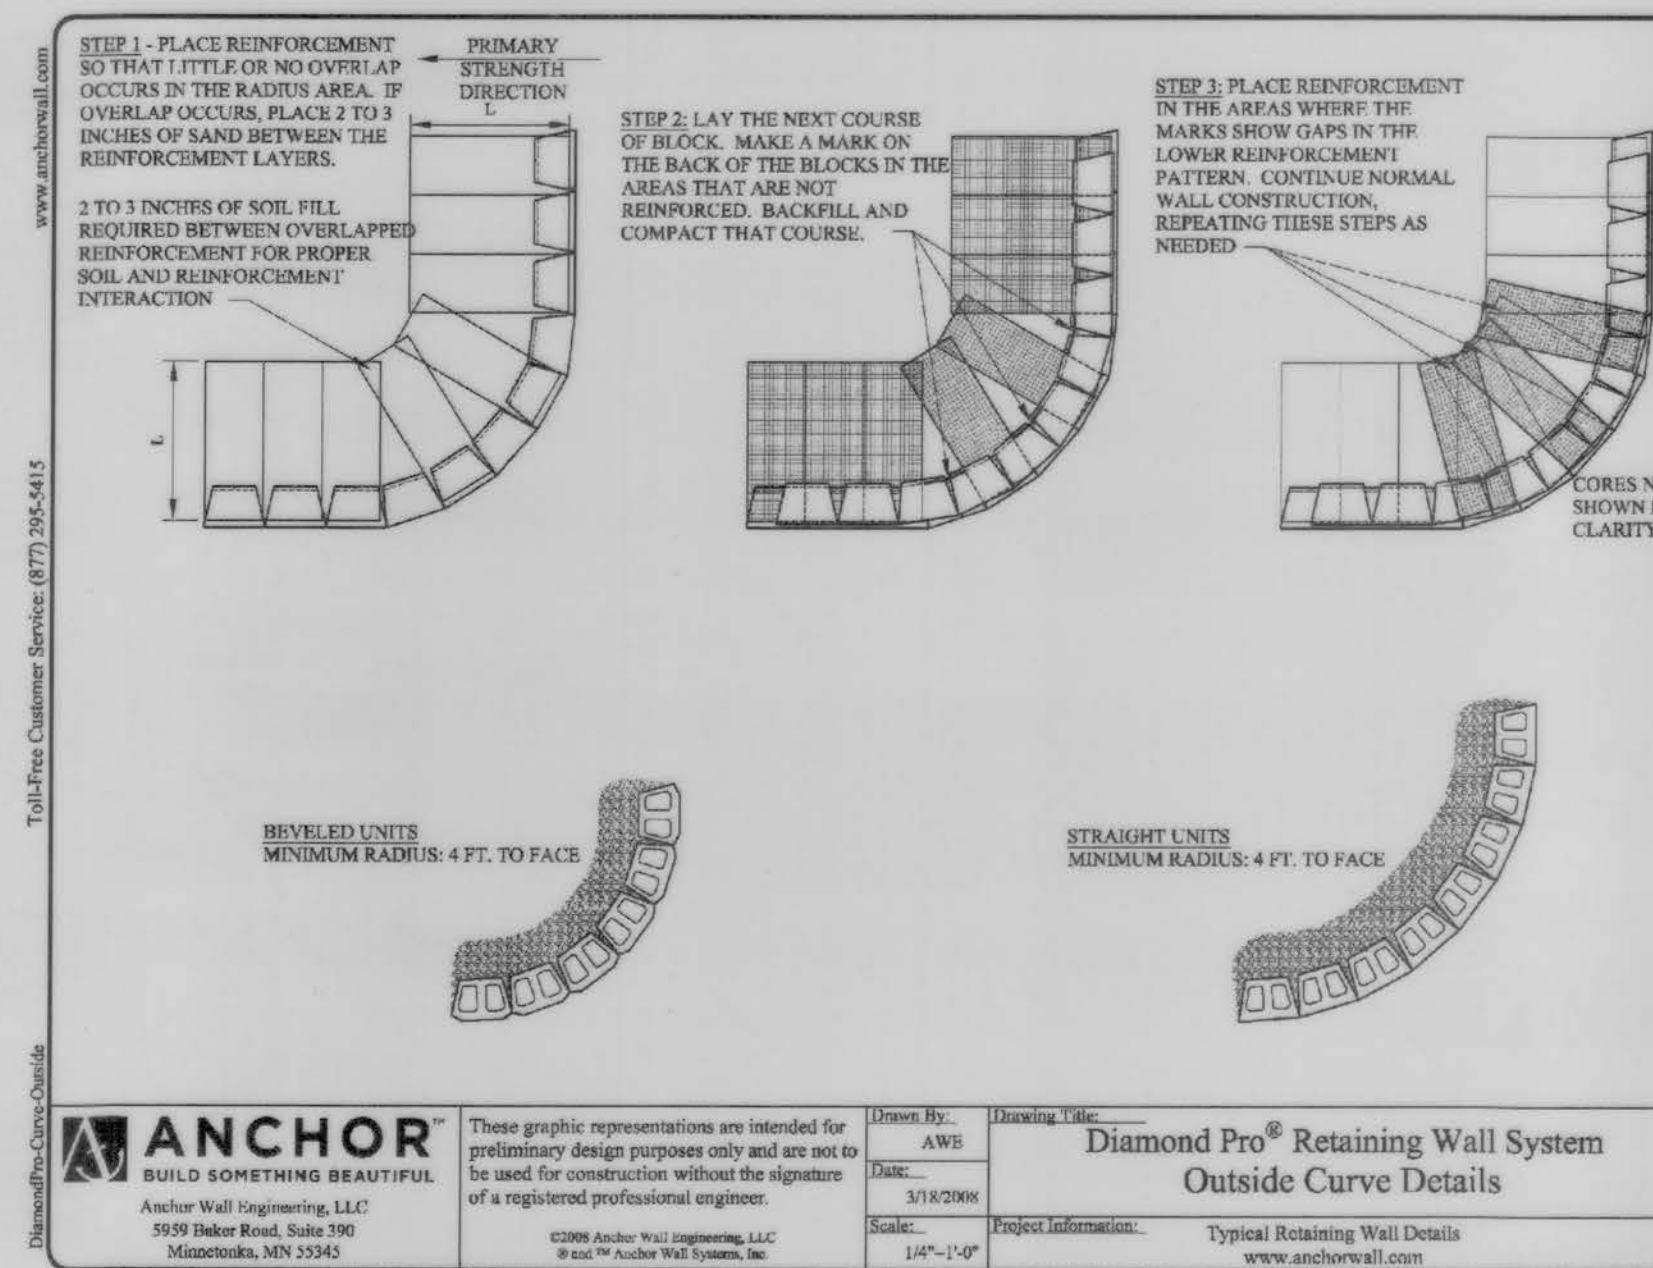 STEP 1 - PLACE REINFORCEMENT
SO THAT LITTLE OR NO OVERLAP
OCCURS IN THE RADIUS AREA. IF
OVERLAP OCCURS, PLACE 2 TO 3
INCHES OF SAND BETWEEN THE
REINFORCEMENT LAYERS.
2 TO 3 INCHES OF SOIL FILL
REQUIRED BETWEEN OVERLAPPED
REINFORCEMENT FOR PROPER
SOIL AND REINFORCEMENT
INTERACTION
PRIMARY
STRENGTH
DIRECTION
L
L
STEP 2: LAY THE NEXT COURSE
OF BLOCK. MAKE A MARK ON
THE BACK OF THE BLOCKS IN THE
AREAS THAT ARE NOT
REINFORCED. BACKFILL AND
COMPACT THAT COURSE.
STEP 3: PLACE REINFORCEMENT
IN THE AREAS WHERE THE
MARKS SHOW GAPS IN THE
LOWER REINFORCEMENT
PATTERN. CONTINUE NORMAL
WALL CONSTRUCTION,
REPEATING THESE STEPS AS
NEEDED
CORES N
SHOWN
CLARITY
BEVELED UNITS
MINIMUM RADIUS: 4 FT. TO FACE
STRAIGHT UNITS
MINIMUM RADIUS: 4 FT. TO FACE
www.anchorwall.com
Toll-Free Customer Service: (877) 295-5415
DiamondPro-Curve-Outside
ANCHOR™
BUILD SOMETHING BEAUTIFUL
Anchor Wall Engineering, LLC
5959 Baker Road, Suite 390
Minnetonka, MN 55345
These graphic representations are intended for
preliminary design purposes only and are not to
be used for construction without the signature
of a registered professional engineer.
©2008 Anchor Wall Engineering, LLC
® and ™ Anchor Wall Systems, Inc.
Drawn By:
AWE
Date:
3/18/2008
Scale:
1/4"=1'-0"
Drawing Title:
Diamond Pro® Retaining Wall System
Outside Curve Details
Project Information:
Typical Retaining Wall Details
www.anchorwall.com